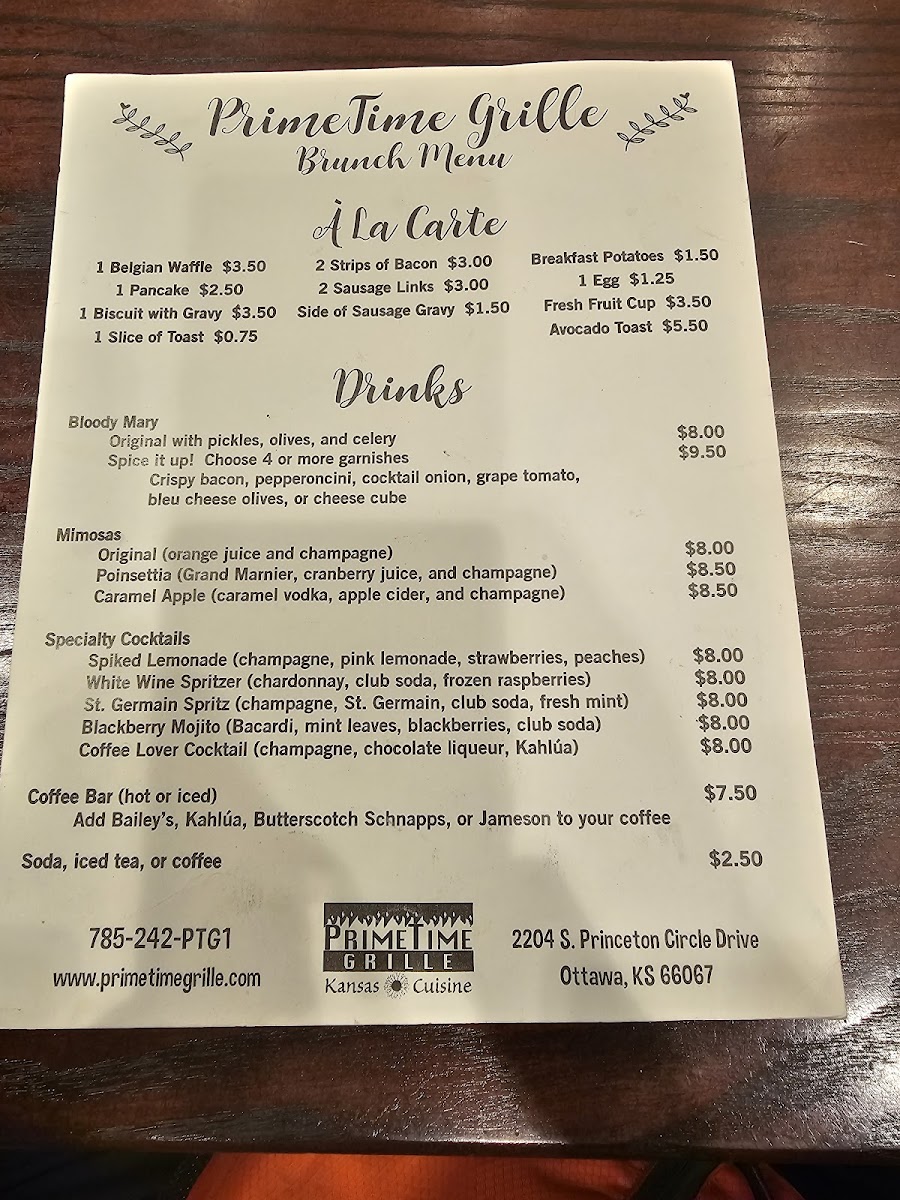 PrimeTime Grille
Brunch Menu
À La Carte
1 Belgian Waffle $3.50
1 Pancake $2.50
1 Biscuit with Gravy $3.50
1 Slice of Toast $0.75
2 Strips of Bacon $3.00
2 Sausage Links $3.00
Side of Sausage Gravy $1.50
Breakfast Potatoes $1.50
1 Egg $1.25
Fresh Fruit Cup $3.50
Avocado Toast $5.50
Drinks
Bloody Mary
Original with pickles, olives, and celery $8.00
Spice it up! Choose 4 or more garnishes $9.50
Crispy bacon, pepperoncini, cocktail onion, grape tomato,
bleu cheese olives, or cheese cube
Mimosas
Original (orange juice and champagne) $8.00
Poinsettia (Grand Marnier, cranberry juice, and champagne) $8.50
Caramel Apple (caramel vodka, apple cider, and champagne) $8.50
Specialty Cocktails
Spiked Lemonade (champagne, pink lemonade, strawberries, peaches) $8.00
White Wine Spritzer (chardonnay, club soda, frozen raspberries) $8.00
St. Germain Spritz (champagne, St. Germain, club soda, fresh mint) $8.00
Blackberry Mojito (Bacardi, mint leaves, blackberries, club soda) $8.00
Coffee Lover Cocktail (champagne, chocolate liqueur, Kahlúa) $8.00
Coffee Bar (hot or iced) $7.50
Add Bailey's, Kahlúa, Butterscotch Schnapps, or Jameson to your coffee
Soda, iced tea, or coffee $2.50
785-242-PTG1
www.primetimegrille.com
PRIMETIME
GRILLE
Kansas Cuisine
2204 S. Princeton Circle Drive
Ottawa, KS 66067